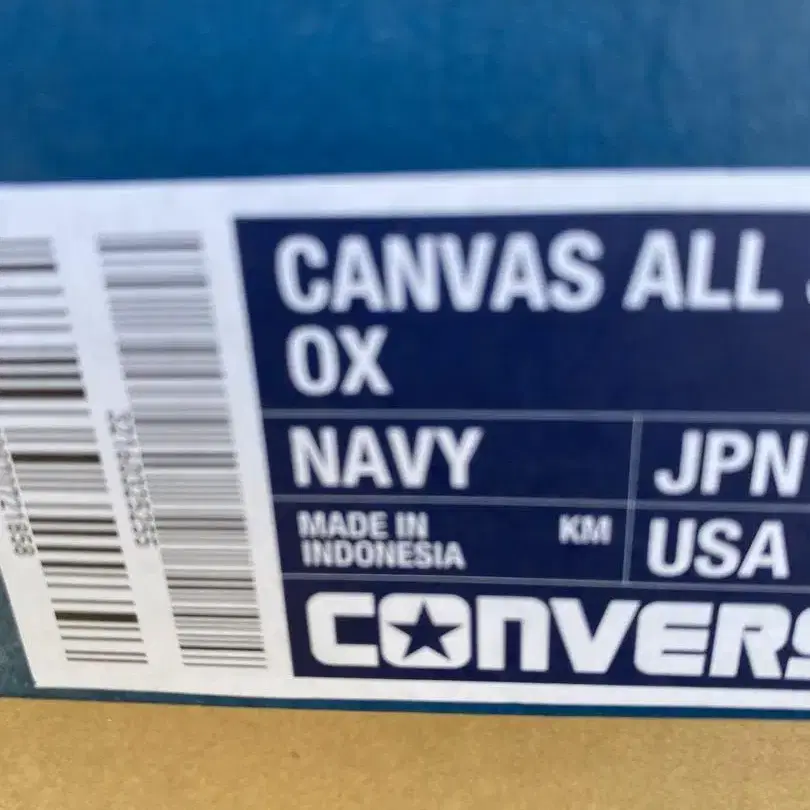 CANVAS ALL
OX
NAVY
JPN
MADE IN
INDONESIA
KM
USA
CONVERS